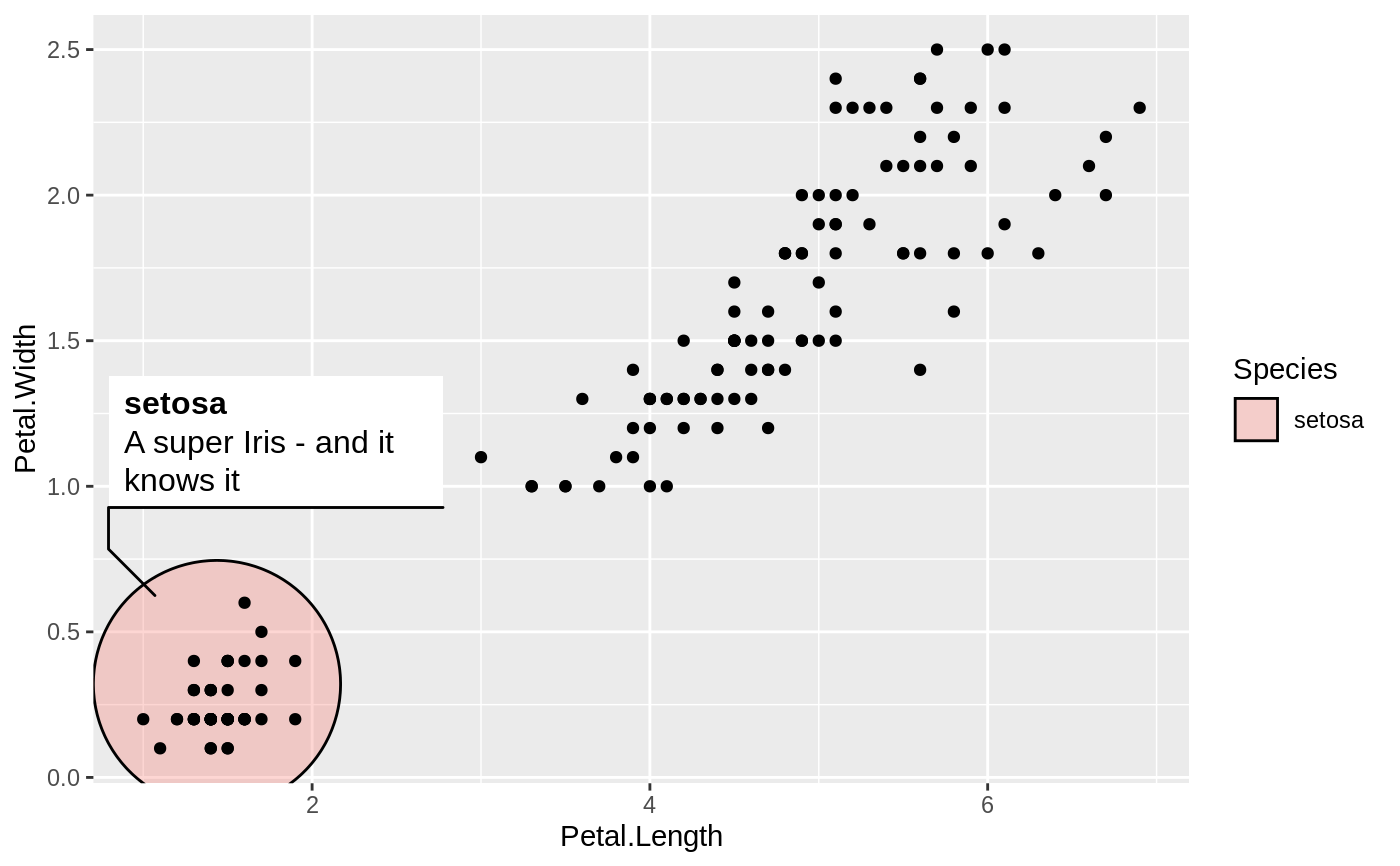 2.5
2.0
1.5
1.0
0.5
0.0
Petal.Width
setosa
A super Iris - and it
knows it
2
4
6
Petal.Length
Species
setosa